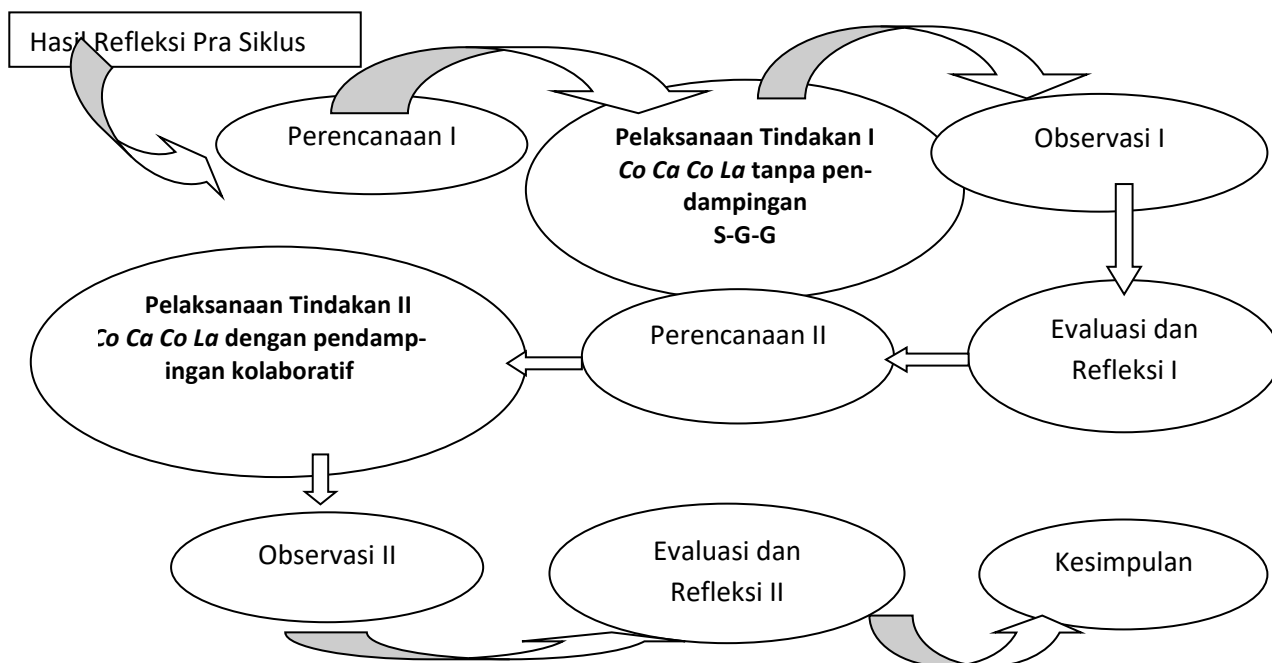 Hasil Refleksi Pra Siklus
Perencanaan I
Pelaksanaan Tindakan I
Co Ca Co La tanpa pen-
dampingan
S-G-G
Observasi I
Evaluasi dan
Refleksi I
Perencanaan II
Pelaksanaan Tindakan II
Co Ca Co La dengan pendamp-
ingan kolaboratif
Observasi II
Evaluasi dan
Refleksi II
Kesimpulan